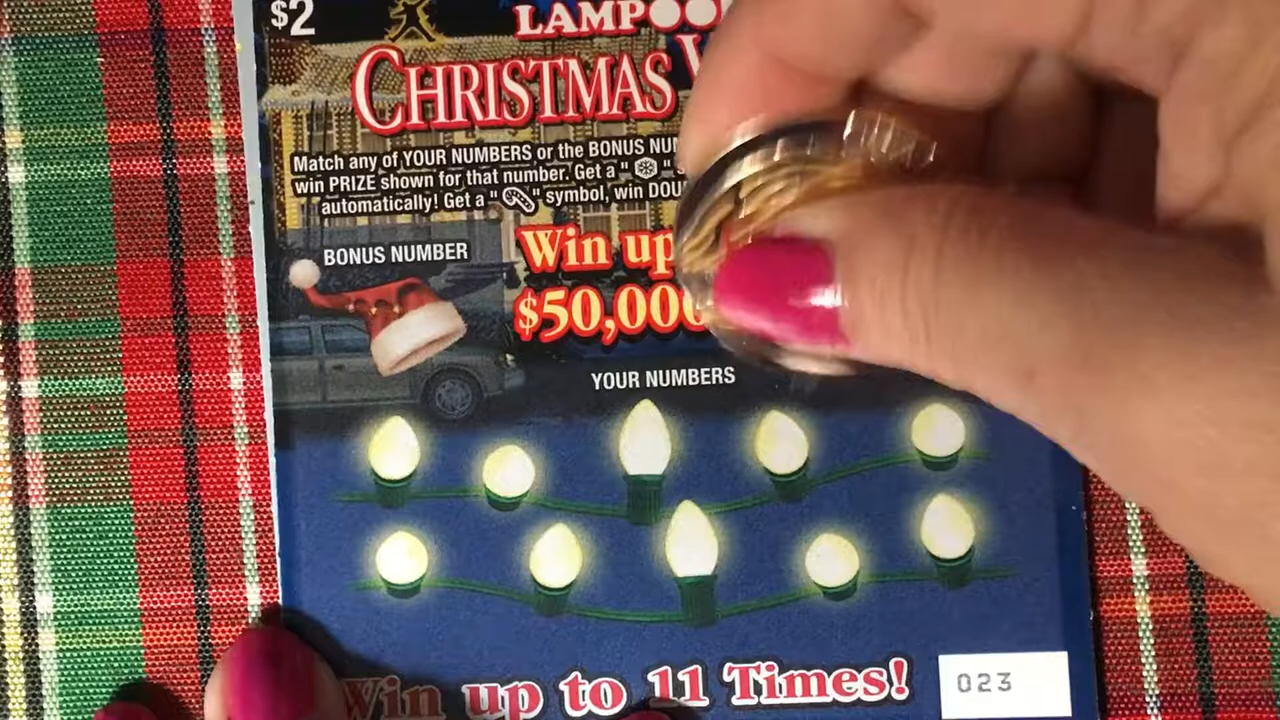 $2
LAMPOO
CHRISTMAS
Match any of YOUR NUMBERS or the BONUS NU
win PRIZE shown for that number. Get a " "
automatically! Get a " " symbol, win DOU
BONUS NUMBER
Win up
$50,000
YOUR NUMBERS
Win up to 11 Times!
023